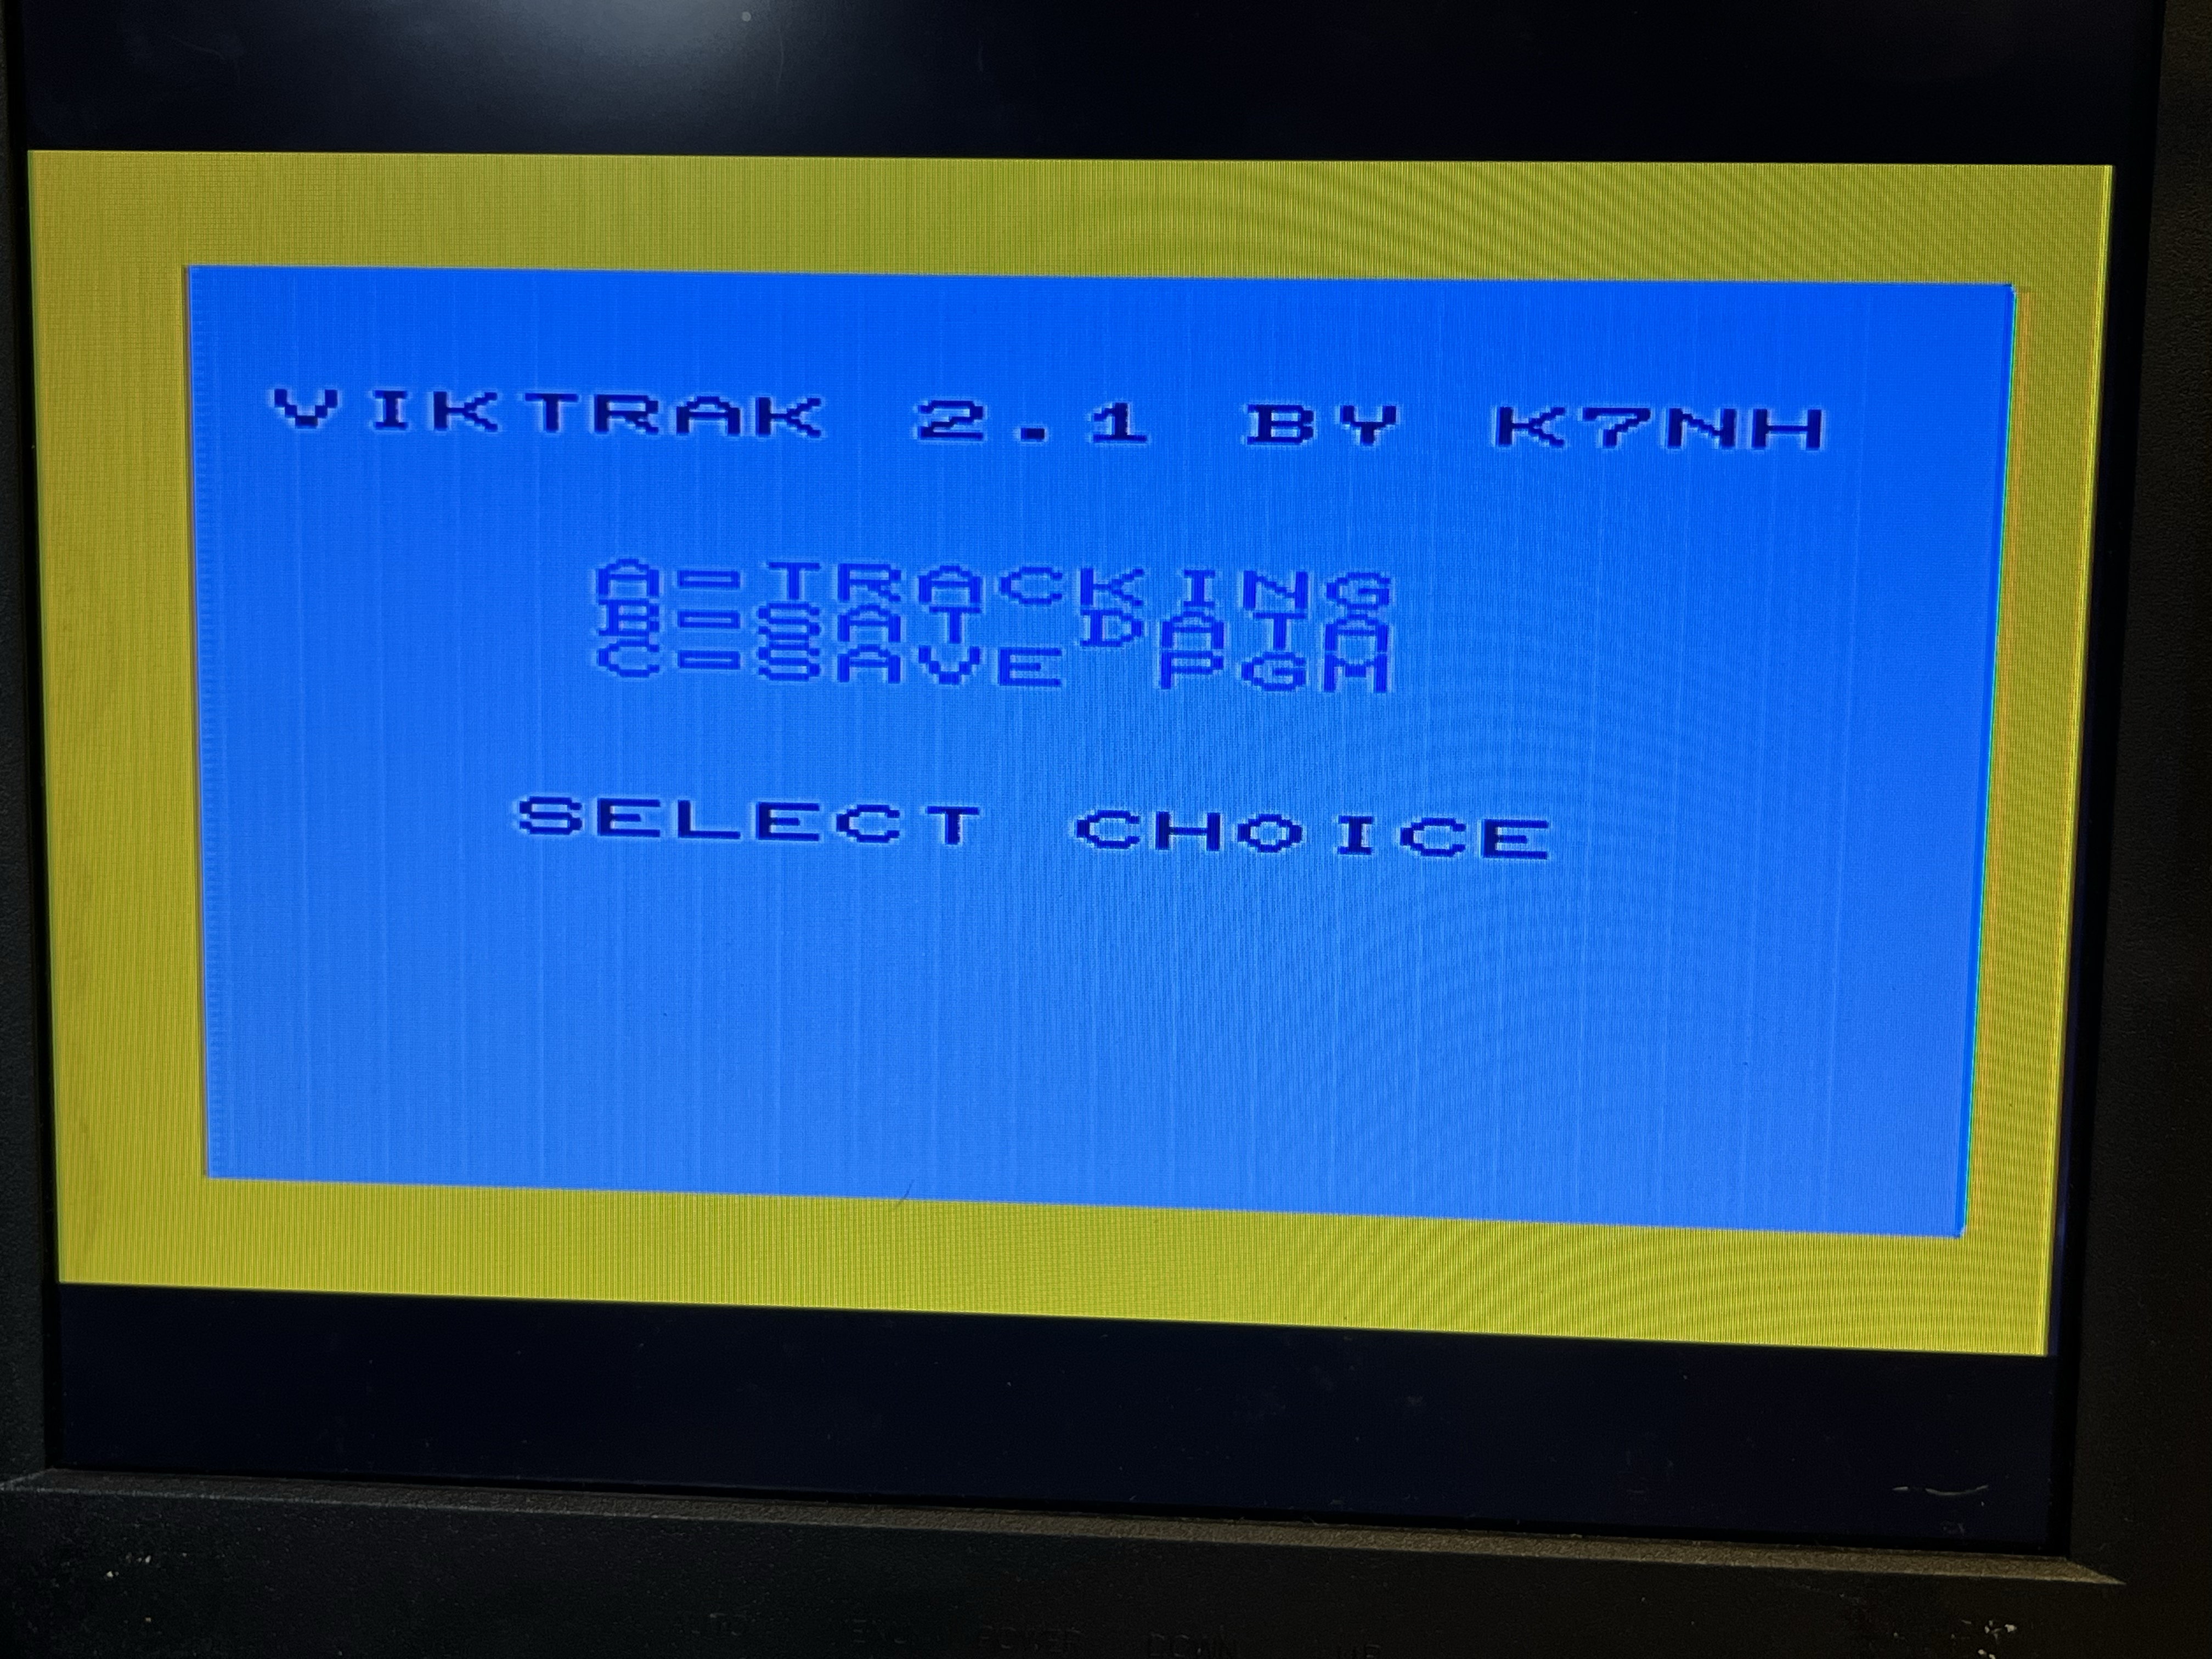 VIKTRAK 2.1 BY K7NH
A-TRACKING
B-SAT DATA
C-SAVE PGM
SELECT CHOICE